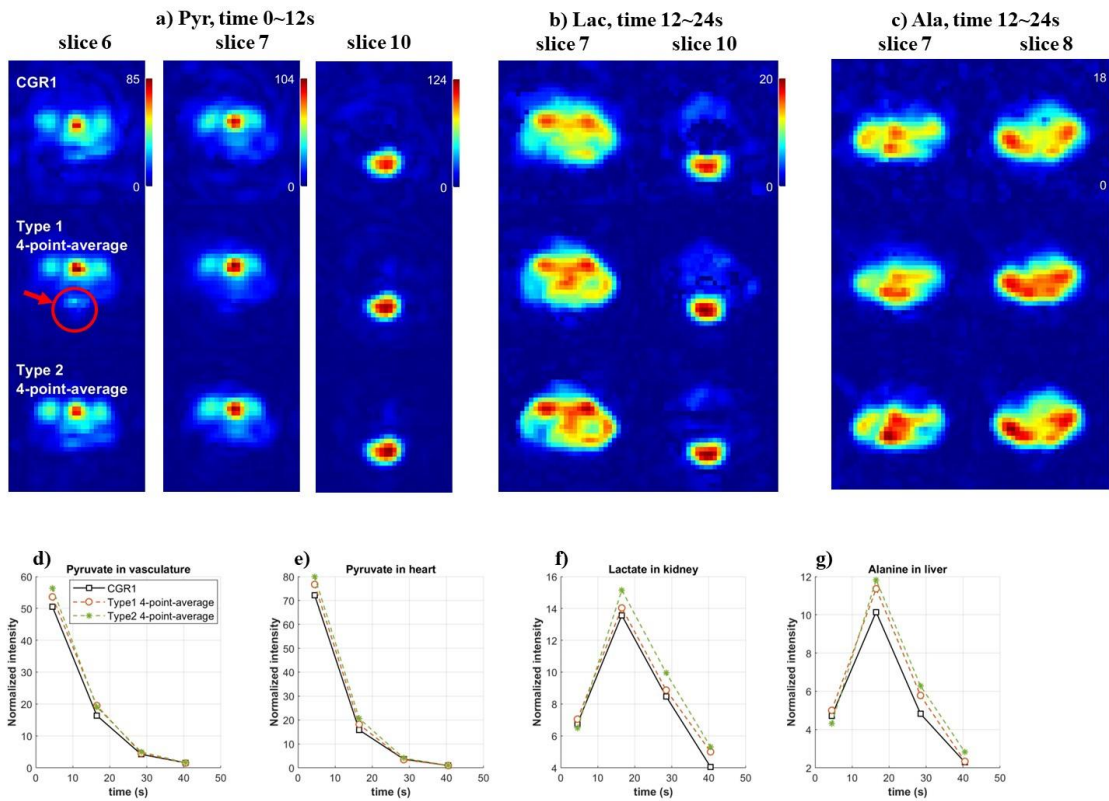 a) Pyr, time 0~12s
b) Lac, time 12~24s
c) Ala, time 12~24s
slice 6
slice 7
slice 10
slice 7
slice 10
slice 7
slice 8
CGR1
85
0
104
0
124
0
20
0
18
0
Type 1
4-point-average
Type 2
4-point-average
d)
Pyruvate in vasculature
CGR1
Type1 4-point-average
Type2 4-point-average
Normalized intensity
60
50
40
30
20
10
0
0 10 20 30 40 50
time (s)
e)
Pyruvate in heart
Normalized intensity
80
70
60
50
40
30
20
10
0
0 10 20 30 40 50
time (s)
f)
Lactate in kidney
Normalized intensity
16
14
12
10
8
6
4
0 10 20 30 40 50
time (s)
g)
Alanine in liver
Normalized intensity
12
10
8
6
4
2
0 10 20 30 40 50
time (s)